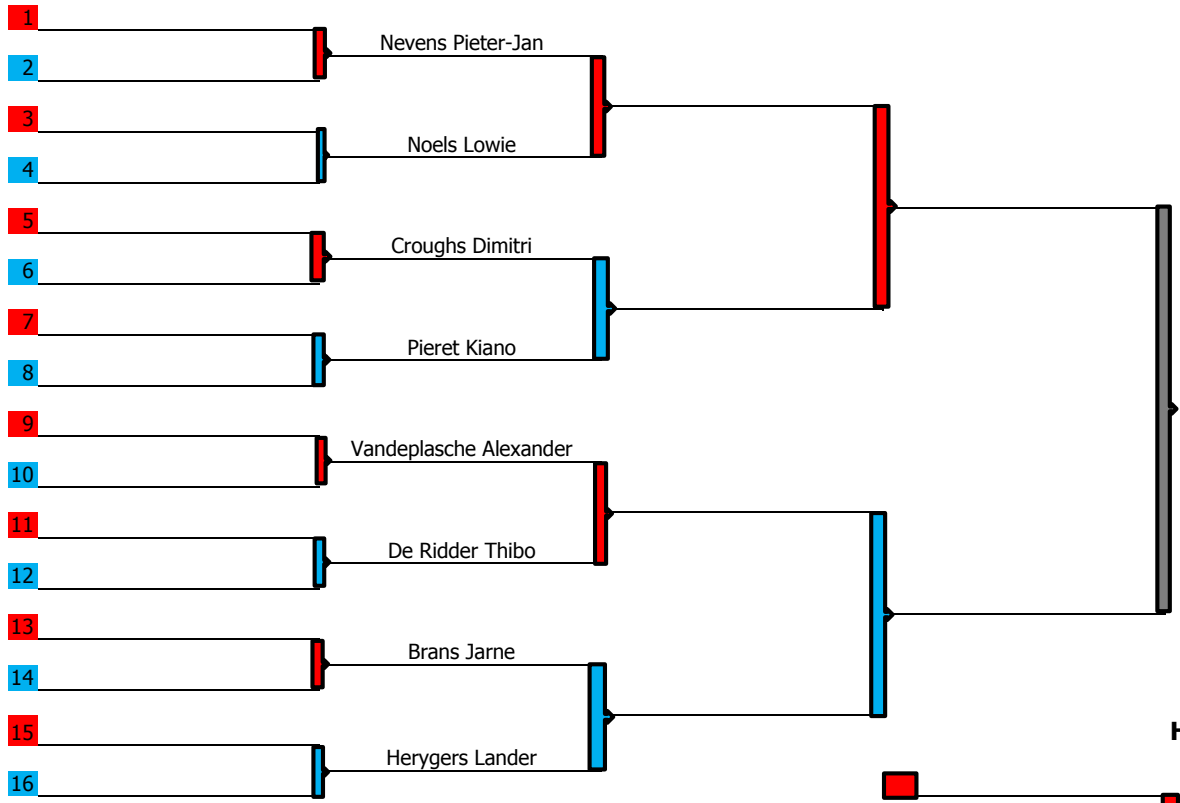 1
Nevens Pieter-Jan
2
3
Noels Lowie
4
5
Croughs Dimitri
6
7
Pieret Kiano
8
9
Vandeplasche Alexander
10
11
De Ridder Thibo
12
13
Brans Jarne
14
15
Herygers Lander
16